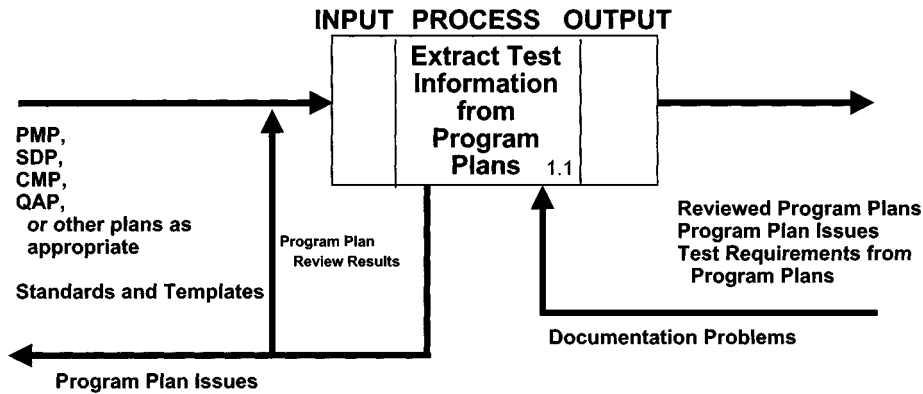 INPUT PROCESS OUTPUT
Extract Test
Information
from
Program
Plans 1.1
PMP,
SDP,
CMP,
QAP,
or other plans as
appropriate
Standards and Templates
Program Plan
Review Results
Reviewed Program Plans
Program Plan Issues
Test Requirements from
Program Plans
Documentation Problems
Program Plan Issues